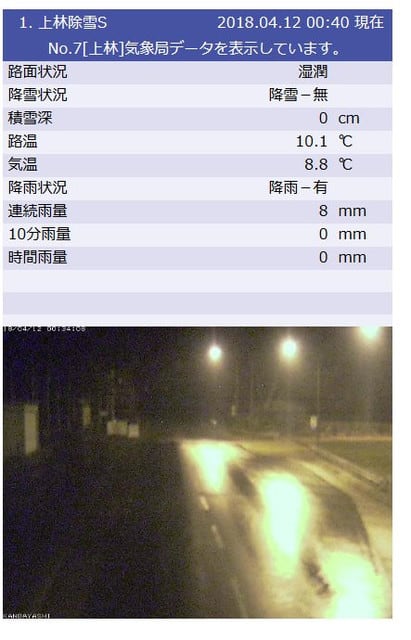 1. 上林除雪S 2018.04.12 00:40 現在
No.7[上林]気象局データを表示しています。
路面状況 湿潤
降雪状況 降雪－無
積雪深 0 cm
路温 10.1 ℃
気温 8.8 ℃
降雨状況 降雨－有
連続雨量 8 mm
10分雨量 0 mm
時間雨量 0 mm
18/04/12 00:34:08
KANBAYASHI